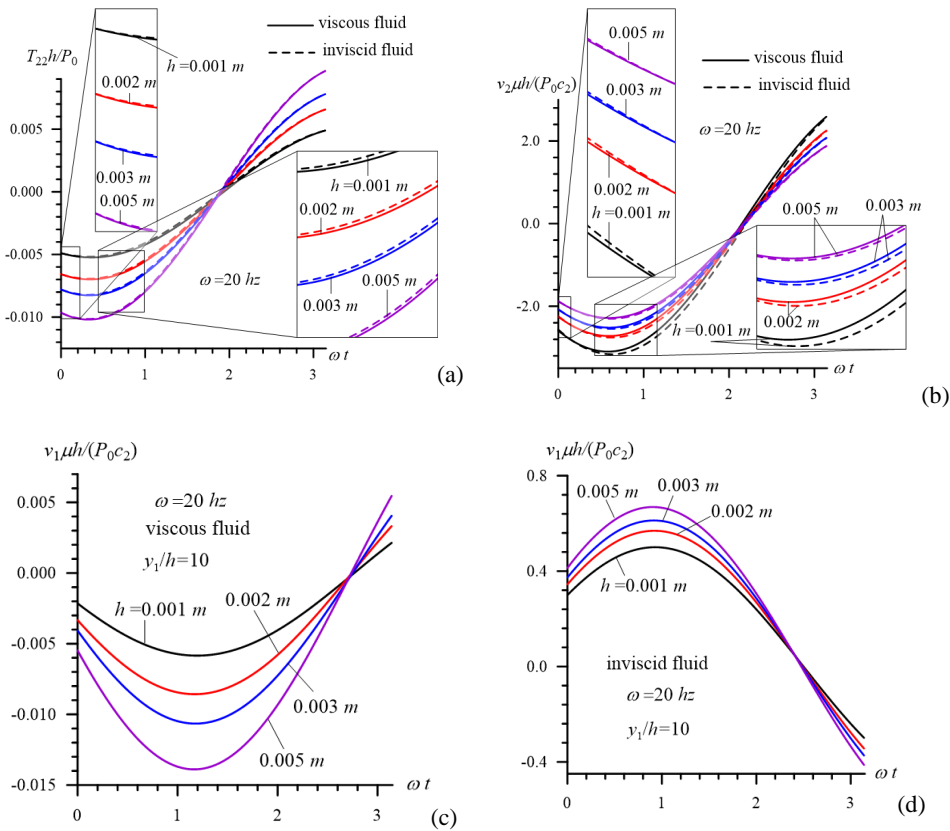 T22h/P0
viscous fluid
inviscid fluid
h=0.001 m
0.002 m
0.003 m
0.005 m
0.005
0.000
-0.005
-0.010
h=0.001 m
0.002 m
0.003 m
0.005 m
ω=20 hz
0 1 2 3
ω t
(a)
v2μh/(P0c2)
viscous fluid
inviscid fluid
ω=20 hz
0.005 m
0.003 m
0.002 m
h=0.001 m
2.0
0.0
-2.0
0.005 m
0.003 m
0.002 m
h=0.001 m
0 1 2 3
ω t
(b)
v1μh/(P0c2)
ω=20 hz
viscous fluid
y1/h=10
0.005
0.000
-0.005
-0.010
-0.015
h=0.001 m
0.002 m
0.003 m
0.005 m
0 1 2 3
ω t
(c)
v1μh/(P0c2)
0.8
0.4
0.0
-0.4
0.005 m
0.003 m
0.002 m
h=0.001 m
inviscid fluid
ω=20 hz
y1/h=10
0 1 2 3
ω t
(d)